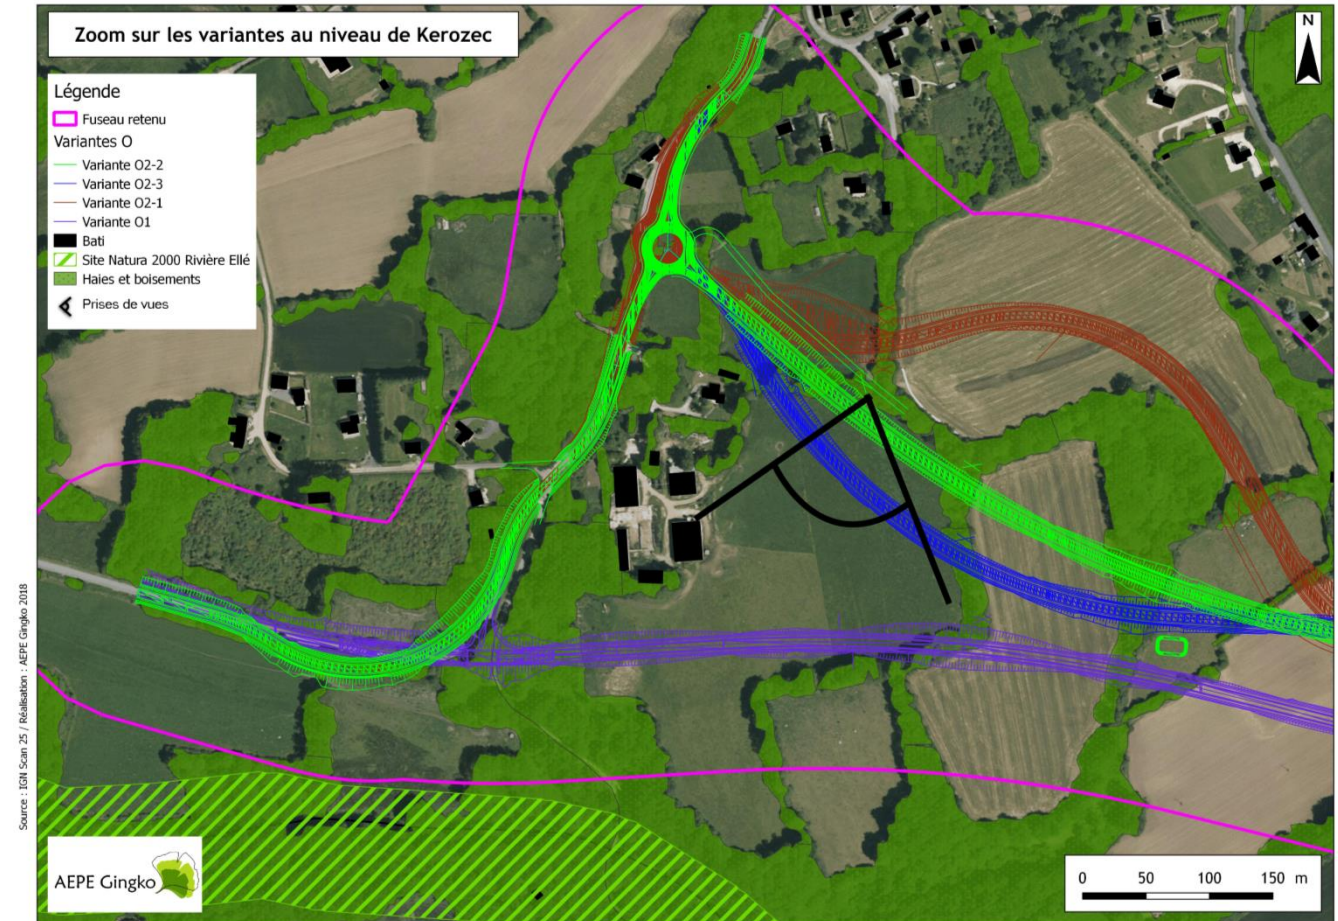 Zoom sur les variantes au niveau de Kerozec
N
Légende
Fuseau retenu
Variantes O
Variante O2-2
Variante O2-3
Variante O2-1
Variante O1
Bati
Site Natura 2000 Rivière Ellé
Haies et boisements
Prises de vues
Source : IGN Scan 25 / Réalisation : AEPE Gingko 2018
AEPE Gingko
0 50 100 150 m